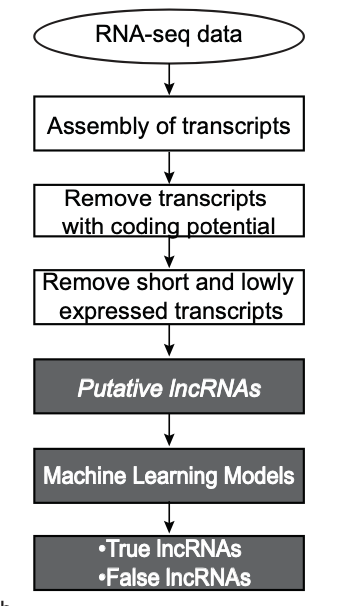 RNA-seq data
Assembly of transcripts
Remove transcripts
with coding potential
Remove short and lowly
expressed transcripts
Putative lncRNAs
Machine Learning Models
•True lncRNAs
•False lncRNAs